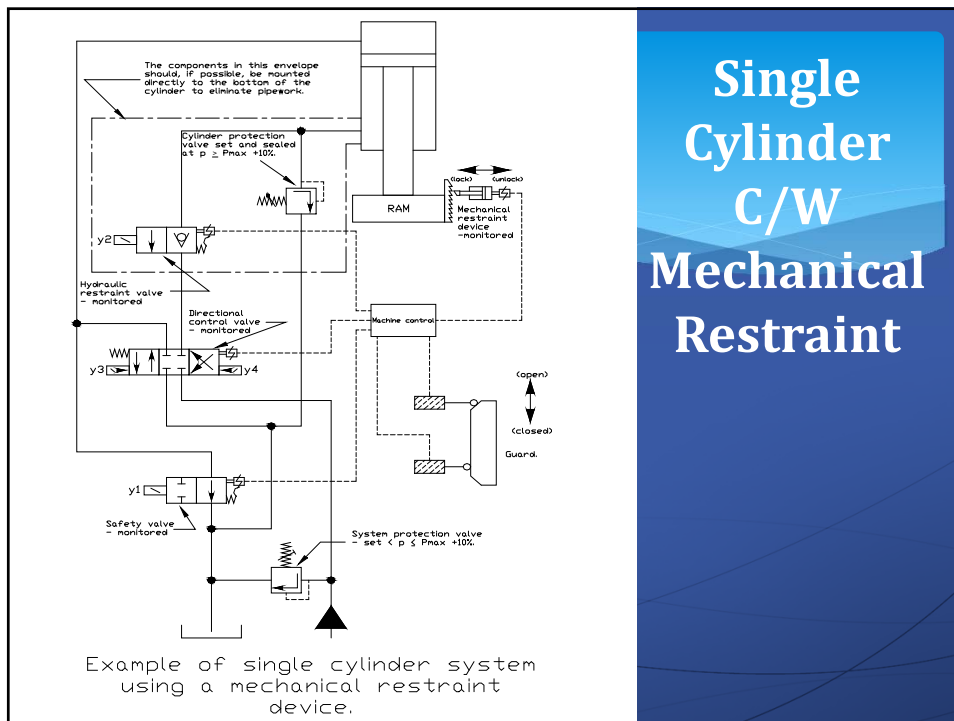 The components in this envelope
should, if possible, be mounted
directly to the bottom of the
cylinder to eliminate pipework.
Cylinder protection
valve set and sealed
at p ≥ Pmax +10%.
(lock)
(unlock)
RAM
Mechanical
restraint
device
-monitored
y2
Hydraulic
restraint valve
- monitored
Directional
control valve
- monitored
Machine control
y3
y4
(open)
(closed)
Guard.
y1
Safety valve
- monitored
System protection valve
- set < p ≤ Pmax +10%.
Example of single cylinder system
using a mechanical restraint
device.
Single
Cylinder
C/W
Mechanical
Restraint